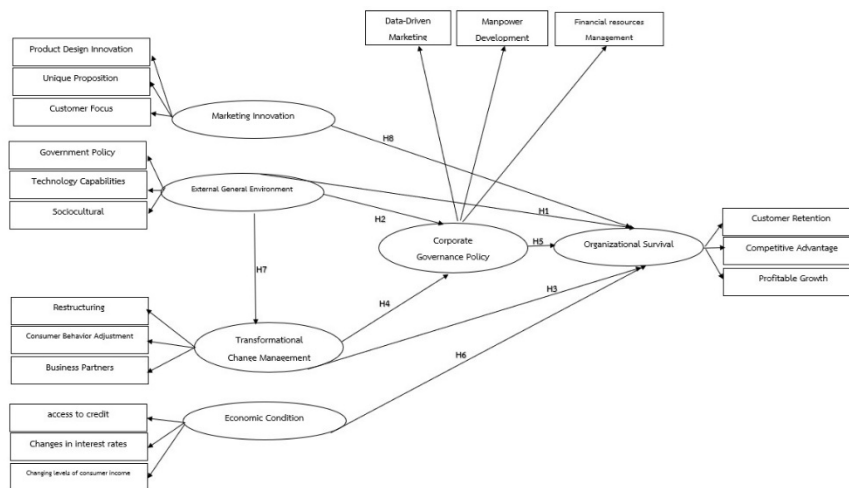 Data-Driven
Marketing
Manpower
Development
Financial resources
Management
Product Design Innovation
Unique Proposition
Customer Focus
Marketing Innovation
H8
Government Policy
Technology Capabilities
Sociocultural
External General Environment
H1
H2
Corporate
Governance Policy
H5
Organizational Survival
Customer Retention
Competitive Advantage
Profitable Growth
H7
H3
H4
Restructuring
Consumer Behavior Adjustment
Business Partners
Transformational
Change Management
H6
access to credit
Changes in interest rates
Changing levels of consumer income
Economic Condition